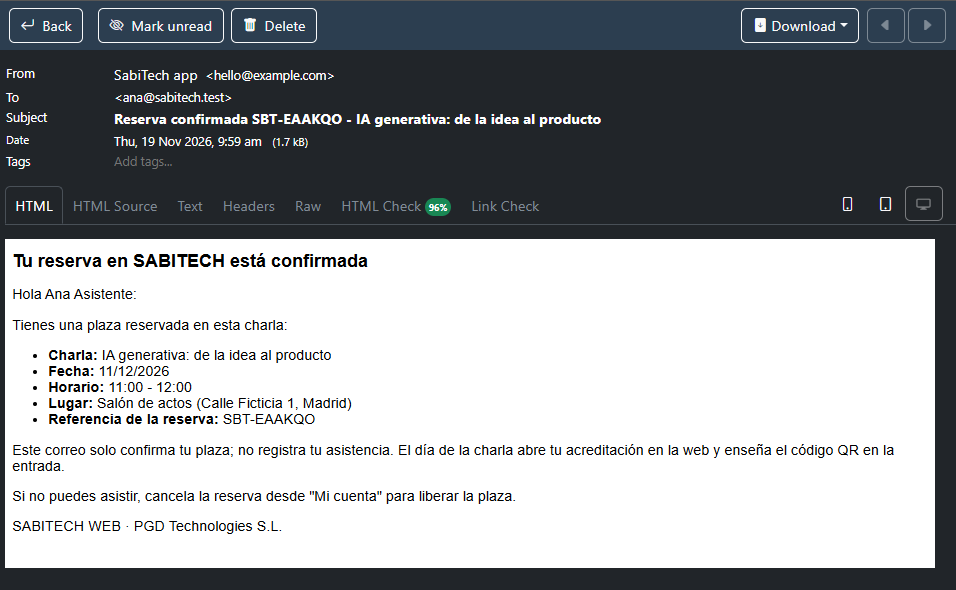 Back
Mark unread
Delete
Download
From SabiTech app <hello@example.com>
To <ana@sabitech.test>
Subject Reserva confirmada SBT-EAAKQO - IA generativa: de la idea al producto
Date Thu, 19 Nov 2026, 9:59 am (1.7 kB)
Tags Add tags...
HTML HTML Source Text Headers Raw HTML Check 96% Link Check
Tu reserva en SABITECH está confirmada
Hola Ana Asistente:
Tienes una plaza reservada en esta charla:
• Charla: IA generativa: de la idea al producto
• Fecha: 11/12/2026
• Horario: 11:00 - 12:00
• Lugar: Salón de actos (Calle Ficticia 1, Madrid)
• Referencia de la reserva: SBT-EAAKQO
Este correo solo confirma tu plaza; no registra tu asistencia. El día de la charla abre tu acreditación en la web y enseña el código QR en la
entrada.
Si no puedes asistir, cancela la reserva desde "Mi cuenta" para liberar la plaza.
SABITECH WEB · PGD Technologies S.L.